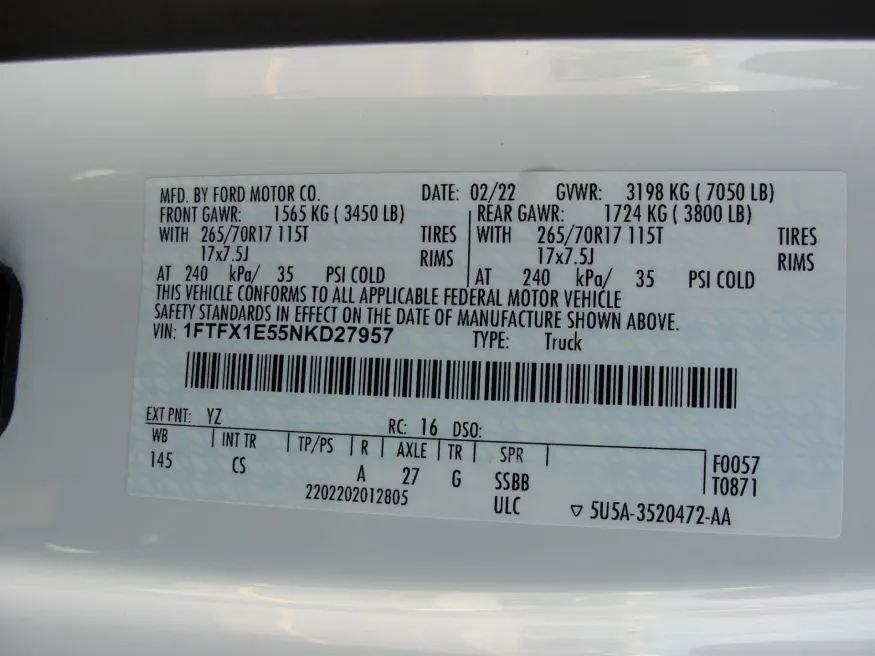 MFD. BY FORD MOTOR CO. DATE: 02/22 GVWR: 3198 KG ( 7050 LB)
FRONT GAWR: 1565 KG ( 3450 LB) REAR GAWR: 1724 KG ( 3800 LB)
WITH 265/70R17 115T TIRES WITH 265/70R17 115T TIRES
17x7.5J RIMS 17x7.5J RIMS
AT 240 kPa/ 35 PSI COLD AT 240 kPa/ 35 PSI COLD
THIS VEHICLE CONFORMS TO ALL APPLICABLE FEDERAL MOTOR VEHICLE
SAFETY STANDARDS IN EFFECT ON THE DATE OF MANUFACTURE SHOWN ABOVE.
VIN: 1FTFX1E55NKD27957 TYPE: Truck
EXT PNT: YZ RC: 16 DSO:
WB INT TR TP/PS R AXLE TR SPR F0057
145 CS A 27 G SSBB T0871
2202202012805 ULC ▽ 5U5A-3520472-AA